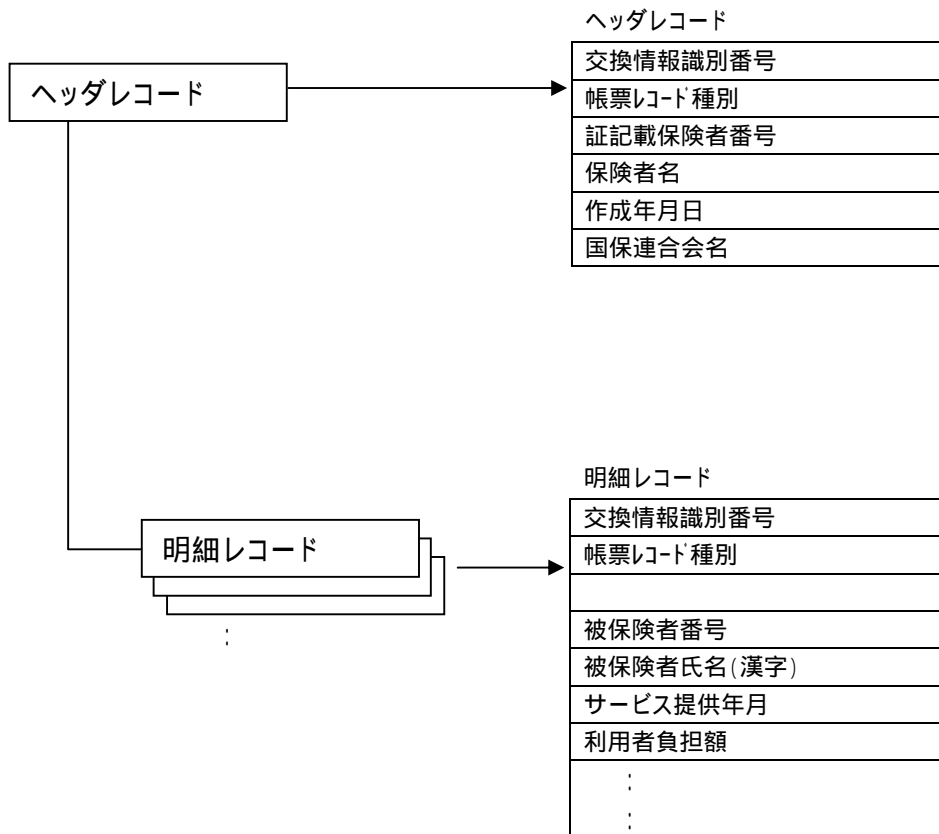 ヘッダレコード
ヘッダレコード
交換情報識別番号
帳票ﾚｺｰﾄﾞ種別
証記載保険者番号
保険者名
作成年月日
国保連合会名
明細レコード
明細レコード
交換情報識別番号
帳票ﾚｺｰﾄﾞ種別
被保険者番号
被保険者氏名(漢字)
サービス提供年月
利用者負担額
:
:
: